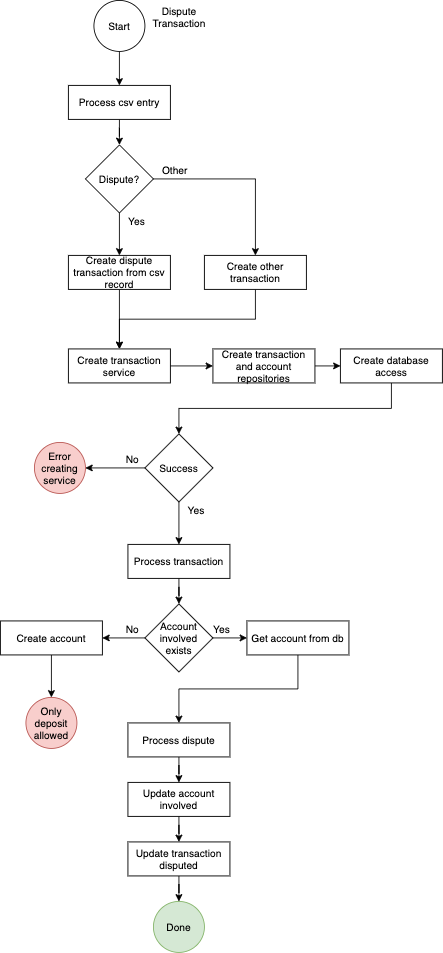 Start
Dispute
Transaction
Process csv entry
Dispute?
Other
Yes
Create dispute
transaction from csv
record
Create other
transaction
Create transaction
service
Create transaction
and account
repositories
Create database
access
Error
creating
service
No
Success
Yes
Process transaction
Create account
No
Account
involved
exists
Yes
Get account from db
Only
deposit
allowed
Process dispute
Update account
involved
Update transaction
disputed
Done